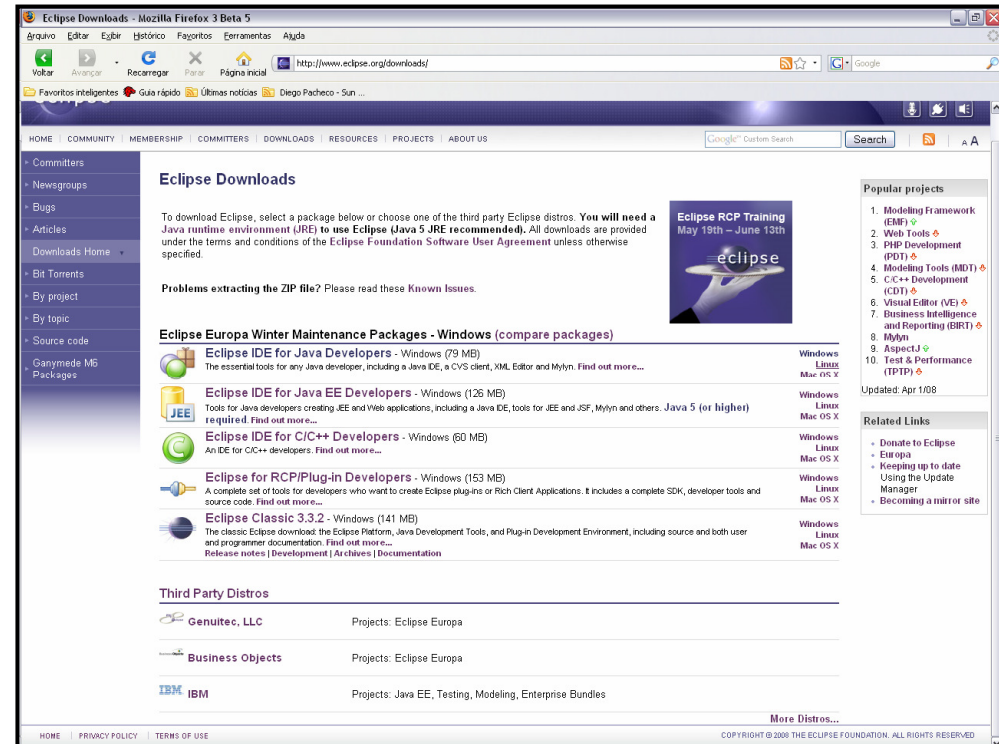 Eclipse Downloads - Mozilla Firefox 3 Beta 5
Arquivo Editar Exibir Histórico Favoritos Ferramentas Ajuda
Voltar Avançar Recarregar Parar Página inicial http://www.eclipse.org/downloads/ Google
Favoritos inteligentes Guia rápido Últimas notícias Diego Pacheco - Sun ...
eclipse
HOME | COMMUNITY | MEMBERSHIP | COMMITTERS | DOWNLOADS | RESOURCES | PROJECTS | ABOUT US
Google™ Custom Search Search A A
Committers
Newsgroups
Bugs
Articles
Downloads Home
Bit Torrents
By project
By topic
Source code
Ganymede M6
Packages
Eclipse Downloads
To download Eclipse, select a package below or choose one of the third party Eclipse distros. You will need a
Java runtime environment (JRE) to use Eclipse (Java 5 JRE recommended). All downloads are provided
under the terms and conditions of the Eclipse Foundation Software User Agreement unless otherwise
specified.
Problems extracting the ZIP file? Please read these Known Issues.
Eclipse RCP Training
May 19th – June 13th
eclipse
Eclipse Europa Winter Maintenance Packages - Windows (compare packages)
Eclipse IDE for Java Developers - Windows (79 MB)
The essential tools for any Java developer, including a Java IDE, a CVS client, XML Editor and Mylyn. Find out more...
Windows
Linux
Mac OS X
JEE
Eclipse IDE for Java EE Developers - Windows (126 MB)
Tools for Java developers creating JEE and Web applications, including a Java IDE, tools for JEE and JSF, Mylyn and others. Java 5 (or higher)
required. Find out more...
Windows
Linux
Mac OS X
Eclipse IDE for C/C++ Developers - Windows (60 MB)
An IDE for C/C++ developers. Find out more...
Windows
Linux
Mac OS X
Eclipse for RCP/Plug-in Developers - Windows (153 MB)
A complete set of tools for developers who want to create Eclipse plug-ins or Rich Client Applications. It includes a complete SDK, developer tools and
source code. Find out more...
Windows
Linux
Mac OS X
Eclipse Classic 3.3.2 - Windows (141 MB)
The classic Eclipse download: the Eclipse Platform, Java Development Tools, and Plug-in Development Environment, including source and both user
and programmer documentation. Find out more...
Release notes | Development | Archives | Documentation
Windows
Linux
Mac OS X
Third Party Distros
Genuitec, LLC Projects: Eclipse Europa
Business Objects Projects: Eclipse Europa
IBM IBM Projects: Java EE, Testing, Modeling, Enterprise Bundles
More Distros...
Popular projects
1. Modeling Framework
(EMF)
2. Web Tools
3. PHP Development
(PDT)
4. Modeling Tools (MDT)
5. C/C++ Development
(CDT)
6. Visual Editor (VE)
7. Business Intelligence
and Reporting (BIRT)
8. Mylyn
9. AspectJ
10. Test & Performance
(TPTP)
Updated: Apr 1/08
Related Links
Donate to Eclipse
Europa
Keeping up to date
Using the Update
Manager
Becoming a mirror site
HOME | PRIVACY POLICY | TERMS OF USE
COPYRIGHT © 2008 THE ECLIPSE FOUNDATION. ALL RIGHTS RESERVED